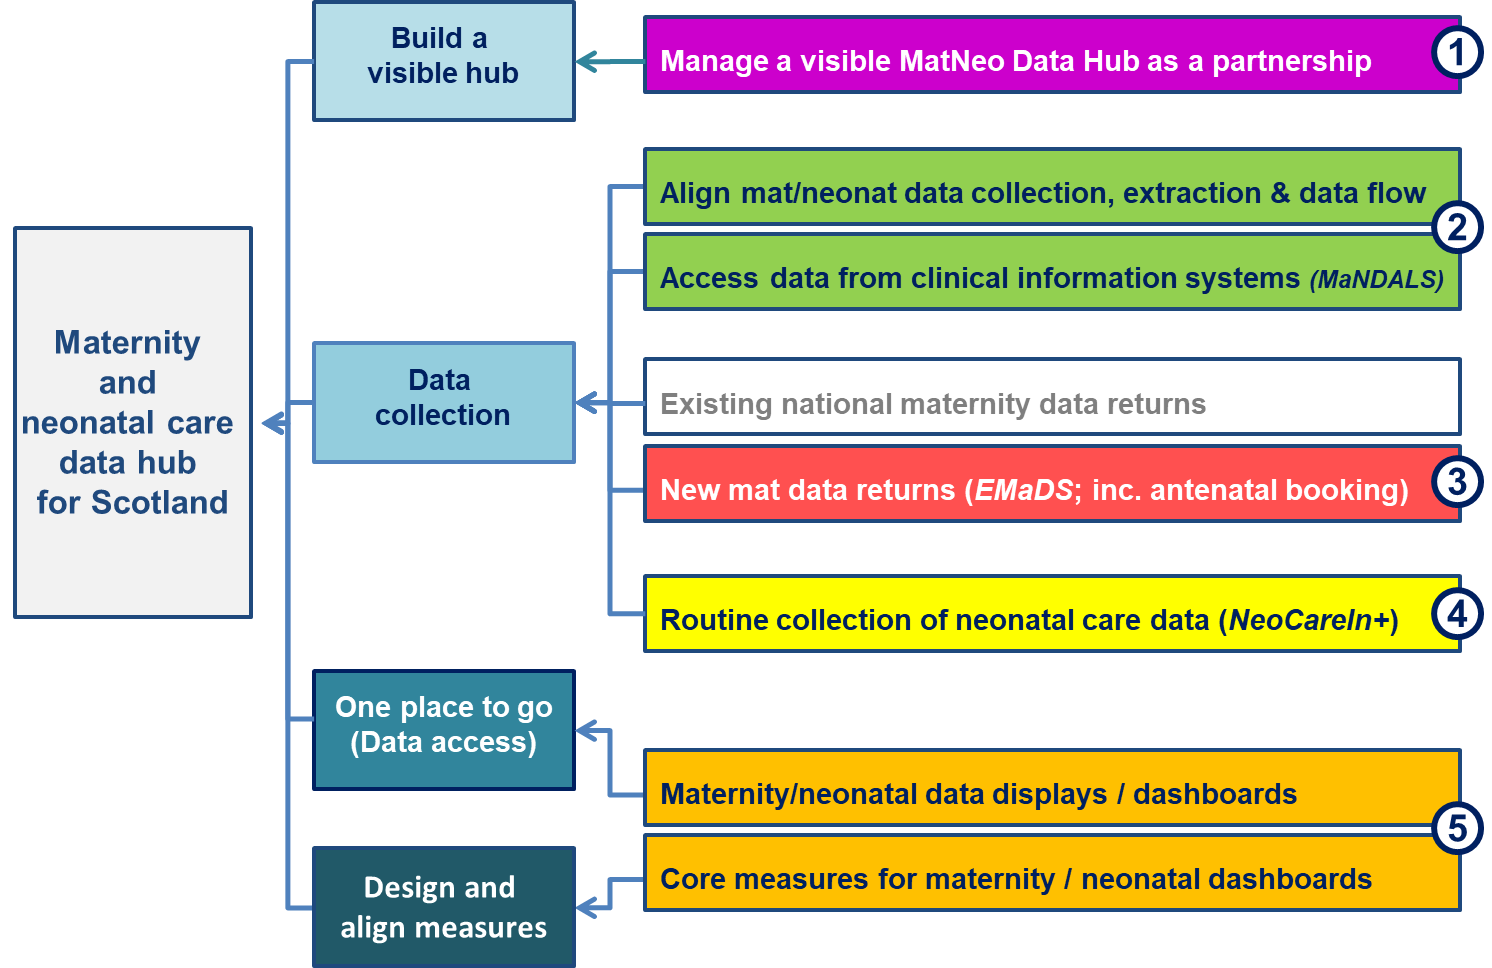 Build a
visible hub
Manage a visible MatNeo Data Hub as a partnership
1
Align mat/neonat data collection, extraction & data flow
2
Access data from clinical information systems (MaNDALS)
Maternity
and
neonatal care
data hub
for Scotland
Data
collection
Existing national maternity data returns
New mat data returns (EMaDS; inc. antenatal booking)
3
Routine collection of neonatal care data (NeoCareIn+)
4
One place to go
(Data access)
Maternity/neonatal data displays / dashboards
5
Design and
align measures
Core measures for maternity / neonatal dashboards